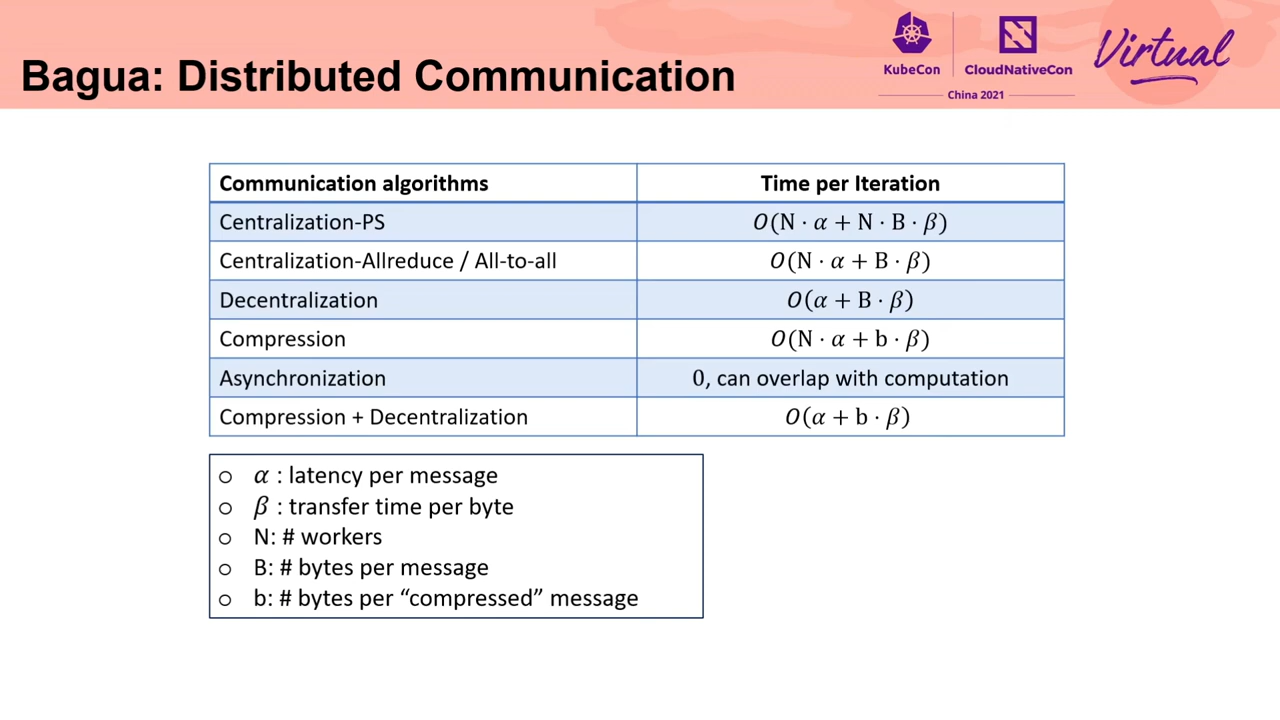 Bagua: Distributed Communication
KubeCon
CloudNativeCon
China 2021
Virtual
Communication algorithms Time per Iteration
Centralization-PS O(N · α + N · B · β)
Centralization-Allreduce / All-to-all O(N · α + B · β)
Decentralization O(α + B · β)
Compression O(N · α + b · β)
Asynchronization 0, can overlap with computation
Compression + Decentralization O(α + b · β)
○ α : latency per message
○ β : transfer time per byte
○ N: # workers
○ B: # bytes per message
○ b: # bytes per “compressed” message